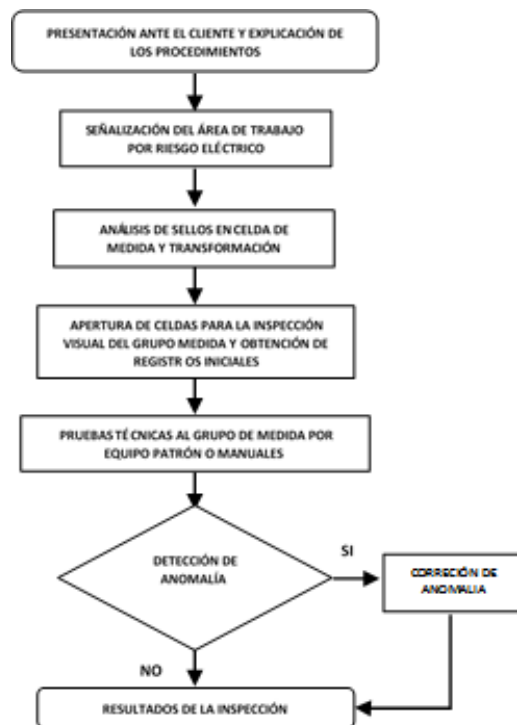 PRESENTACIÓN ANTE EL CLIENTE Y EXPLICACIÓN DE
LOS PROCEDIMIENTOS
SEÑALIZACIÓN DEL ÁREA DE TRABAJO
POR RIESGO ELÉCTRICO
ANÁLISIS DE SELLOS EN CELDA DE
MEDIDA Y TRANSFORMACIÓN
APERTURA DE CELDAS PARA LA INSPECCIÓN
VISUAL DEL GRUPO MEDIDA Y OBTENCIÓN DE
REGISTR OS INICIALES
PRUEBAS TÉCNICAS AL GRUPO DE MEDIDA POR
EQUIPO PATRÓN O MANUALES
DETECCIÓN DE
ANOMALÍA
SI
CORRECIÓN DE
ANOMALIA
NO
RESULTADOS DE LA INSPECCIÓN